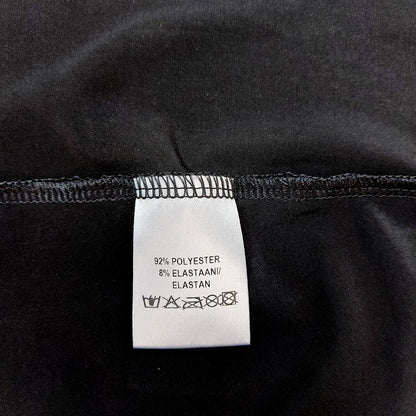 92% POLYESTER
8% ELASTAANI/
ELASTAN